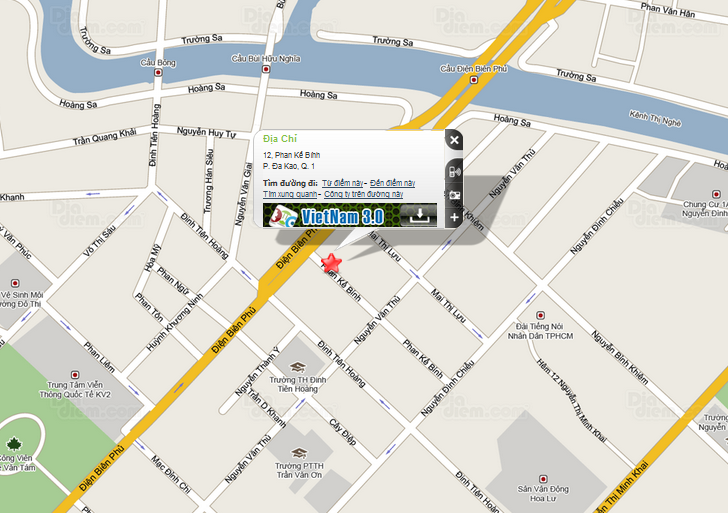 Phan Văn Hân
Trường Sa
Trường Sa
Trường Sa
Cầu Bùi Hữu Nghĩa
Cầu Bông
Cầu Điện Biên Phủ
Trường Sa
Hoàng Sa
Hoàng Sa
Hoàng Sa
Hoàng Sa
Kênh Thị Nghè
Trần Quang Khải
Nguyễn Huy Tự
Đinh Tiên Hoàng
Trương Hán Siêu
Nguyễn Văn Giai
Địa Chỉ
12, Phan Kế Bính
P. Đa Kao, Q. 1
Tìm đường đi: Từ điểm này - Đến điểm này
Tìm xung quanh - Công ty trên đường này
VietNam 3.0
Nguyễn Văn Thủ
Khanh
Chung Cư 1A
Nguyễn Đình
Khiêm
Nguyễn Đình Chiểu
Võ Thị Sáu
Đinh Tiên Hoàng
Hòa Mỹ
Điện Biên Phủ
Mai Thị Lựu
Phan Kế Bính
Vệ Sinh Môi
Đô Thị
Phan Ngữ
Phan Tôn
Huỳnh Khương Ninh
Mai Thị Lựu
Nguyễn Văn Thủ
Điện Biên Phủ
Đài Tiếng Nói
Nhân Dân TPHCM
Nguyễn Bỉnh Khiêm
Phan Liêm
Đinh Tiên Hoàng
Phan Kế Bính
Nguyễn Thành Ý
Trường TH Đinh
Tiên Hoàng
Trung Tâm Viễn
Thông Quốc Tế KV2
Nguyễn Đình Chiểu
Hẻm 12 Nguyễn Thị Minh Khai
Trần D Khanh
Cây Điệp
Nguyễn Văn Thủ
Công Viên
Lê Văn Tám
Mạc Đĩnh Chi
Điện Biên Phủ
Trường PTTH
Trần Văn Ơn
Đinh Tiên Hoàng
Sân Vận Động
Hoa Lư
Nguyễn Thị Minh Khai